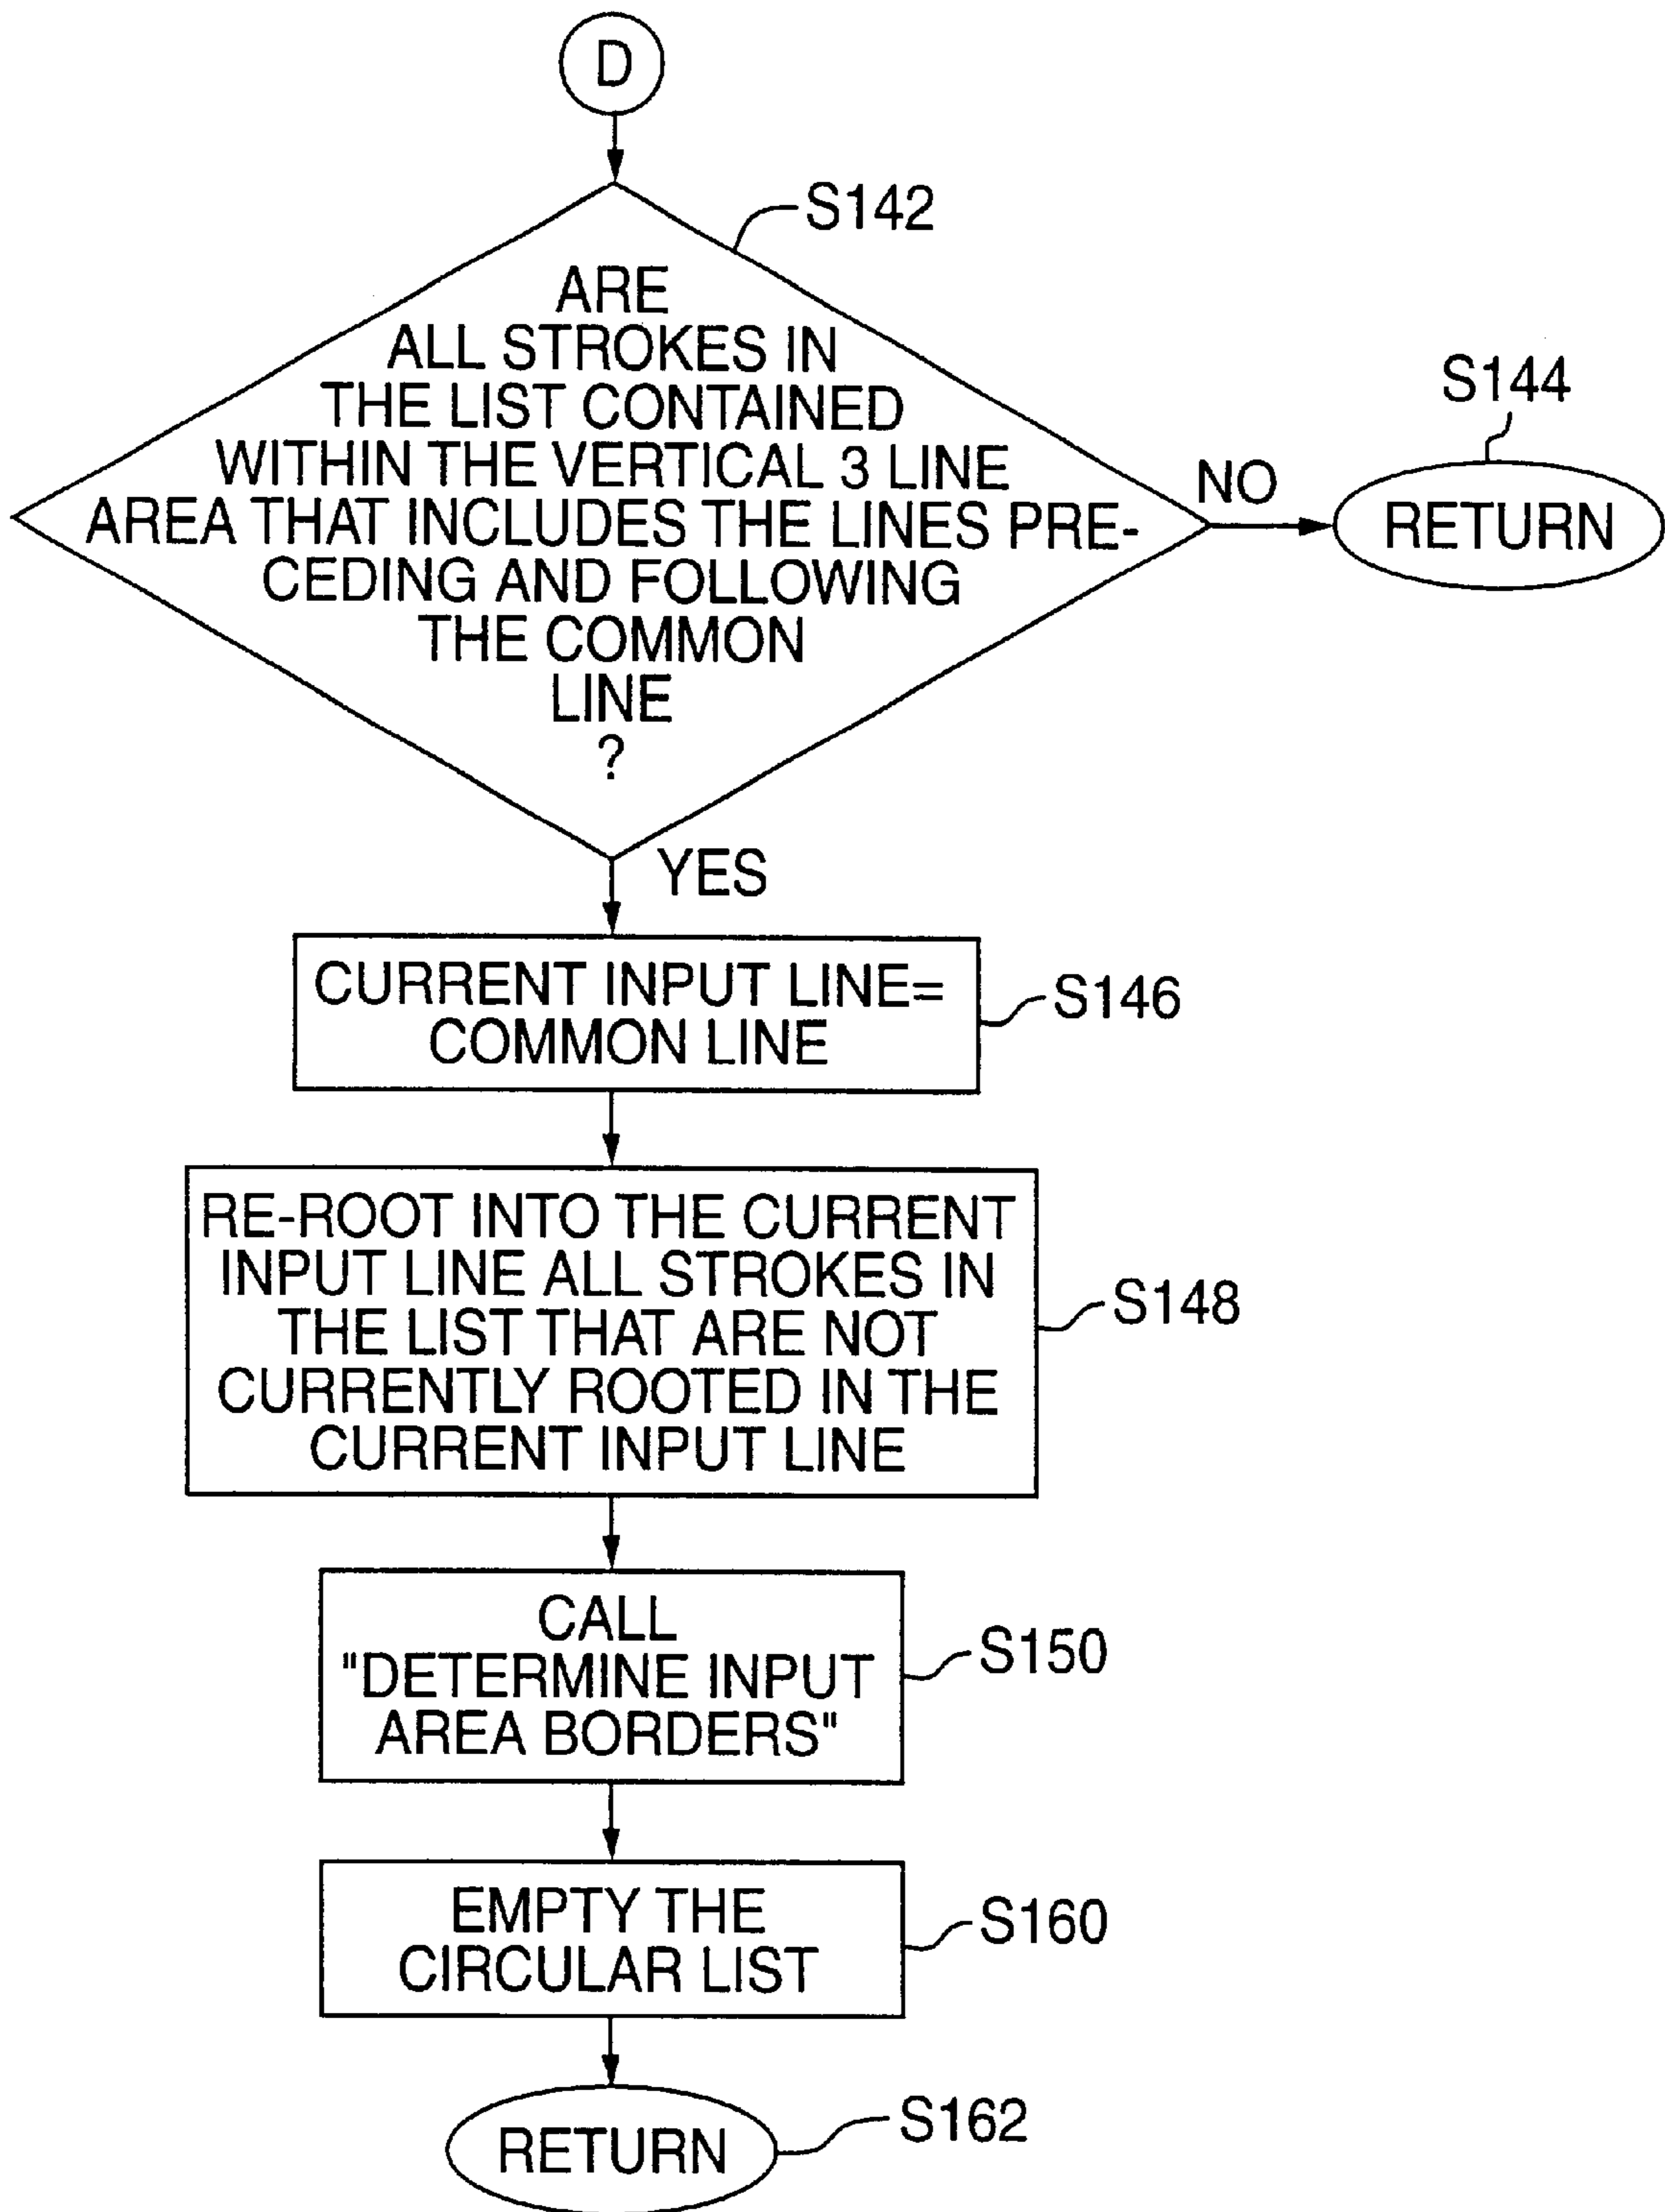 D
S142
ARE
ALL STROKES IN
THE LIST CONTAINED
WITHIN THE VERTICAL 3 LINE
AREA THAT INCLUDES THE LINES PRE-
CEDING AND FOLLOWING
THE COMMON
LINE
?
NO
S144
RETURN
YES
CURRENT INPUT LINE=
COMMON LINE
S146
RE-ROOT INTO THE CURRENT
INPUT LINE ALL STROKES IN
THE LIST THAT ARE NOT
CURRENTLY ROOTED IN THE
CURRENT INPUT LINE
S148
CALL
"DETERMINE INPUT
AREA BORDERS"
S150
EMPTY THE
CIRCULAR LIST
S160
RETURN
S162